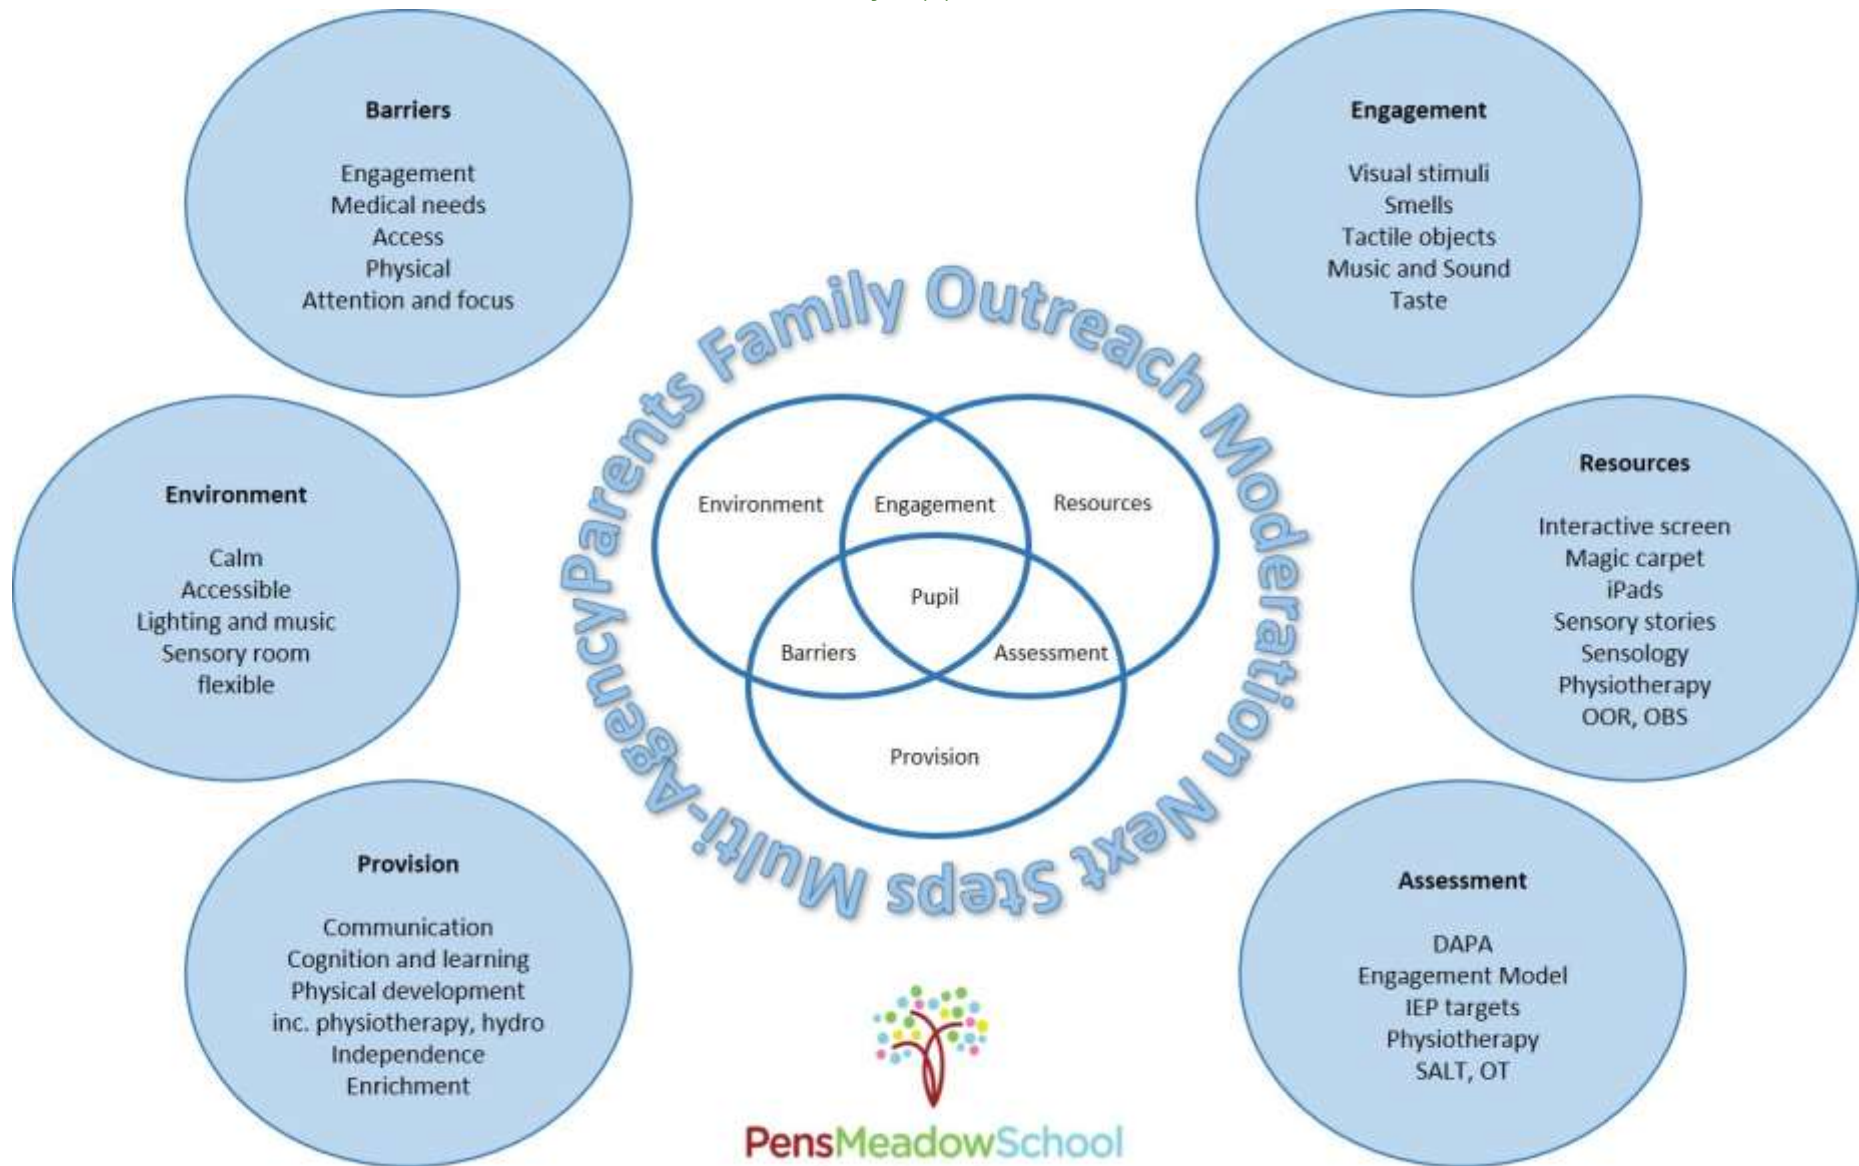 Barriers
Engagement
Medical needs
Access
Physical
Attention and focus
Engagement
Visual stimuli
Smells
Tactile objects
Music and Sound
Taste
Environment
Calm
Accessible
Lighting and music
Sensory room
flexible
Parents Family Outreach Moderation Next Steps Multi-Agency
Environment
Engagement
Resources
Pupil
Barriers
Assessment
Provision
Resources
Interactive screen
Magic carpet
iPads
Sensory stories
Sensology
Physiotherapy
OOR, OBS
Provision
Communication
Cognition and learning
Physical development
inc. physiotherapy, hydro
Independence
Enrichment
Assessment
DAPA
Engagement Model
IEP targets
Physiotherapy
SALT, OT
PensMeadowSchool